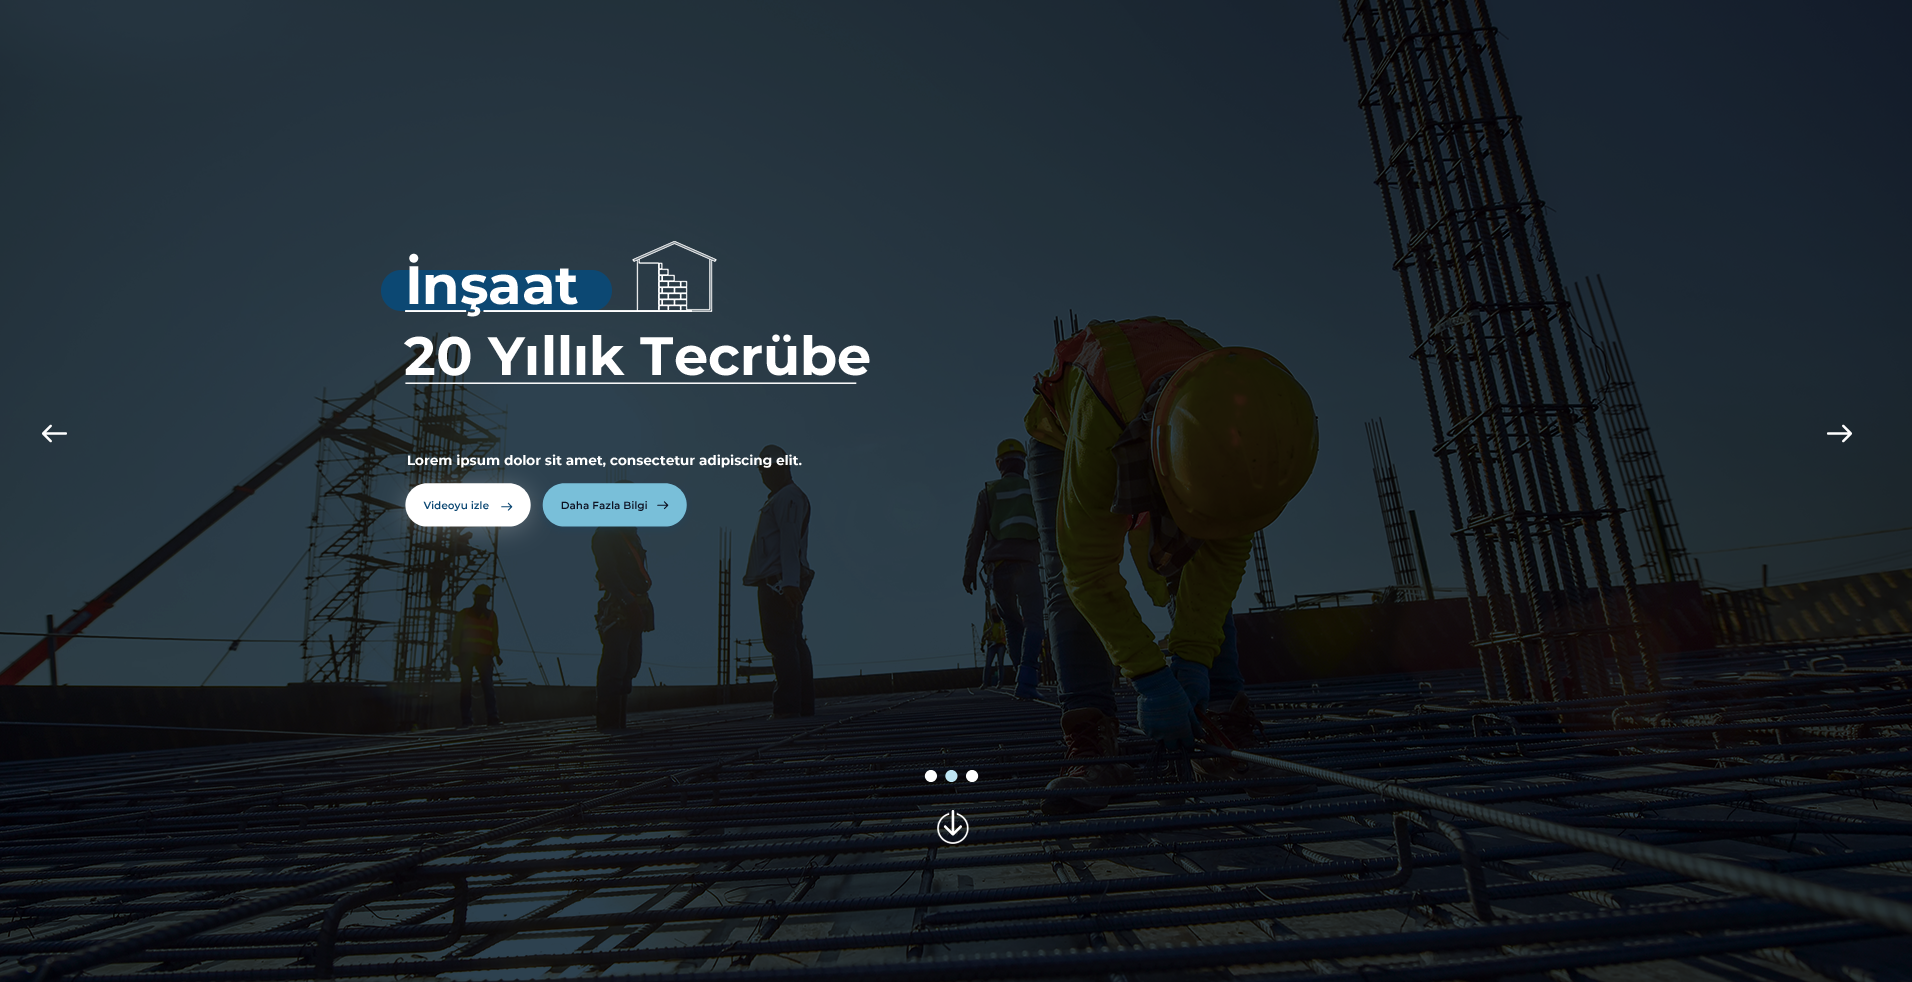 İnşaat
20 Yıllık Tecrübe
Lorem ipsum dolor sit amet, consectetur adipiscing elit.
Videoyu izle
Daha Fazla Bilgi